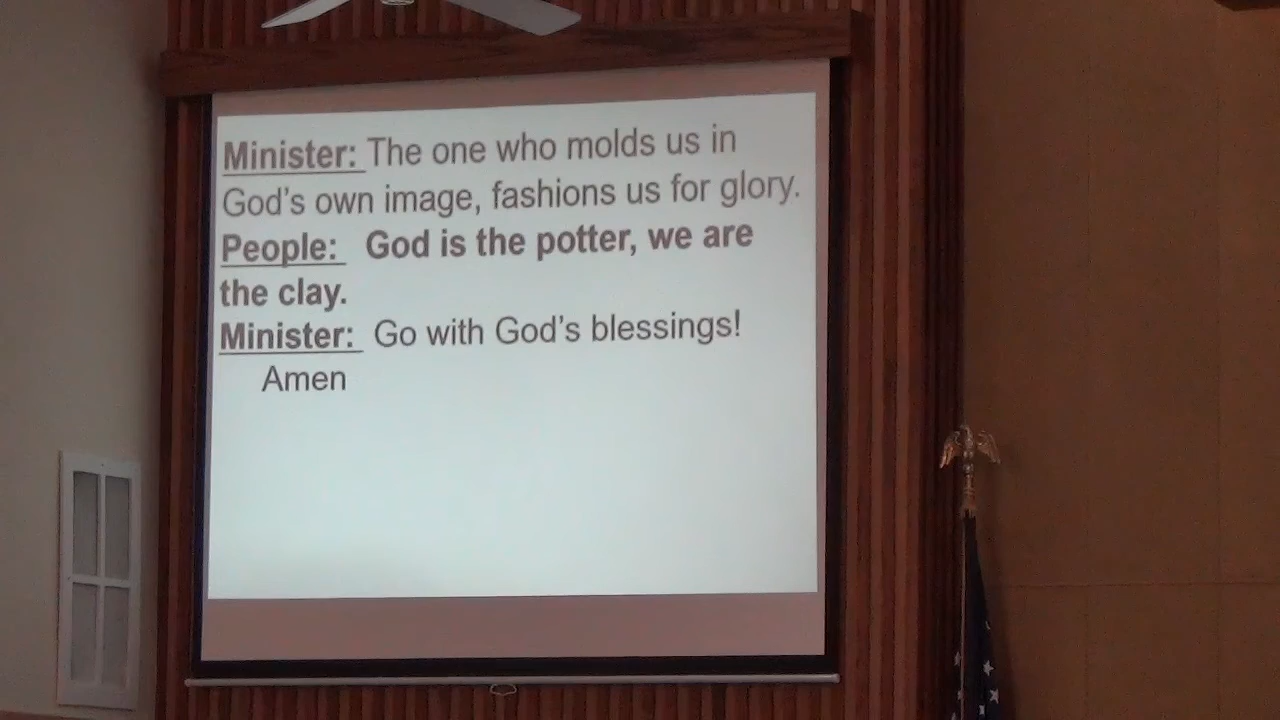 Minister: The one who molds us in
God's own image, fashions us for glory.
People: God is the potter, we are
the clay.
Minister: Go with God's blessings!
Amen